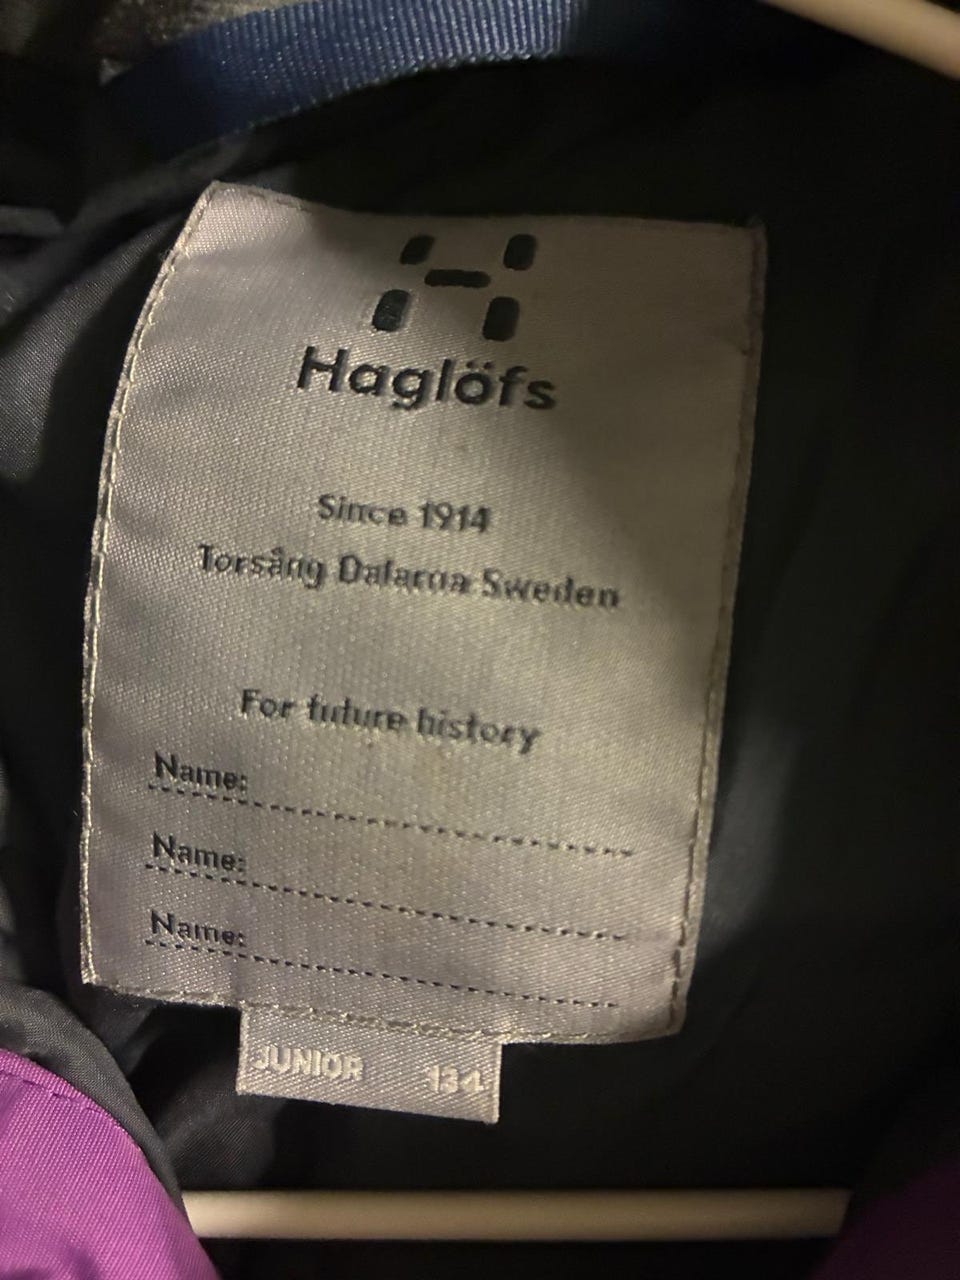 Haglöfs
Since 1914
Torsång Dalarna Sweden
For future history
Name:
Name:
Name:
JUNIOR 134